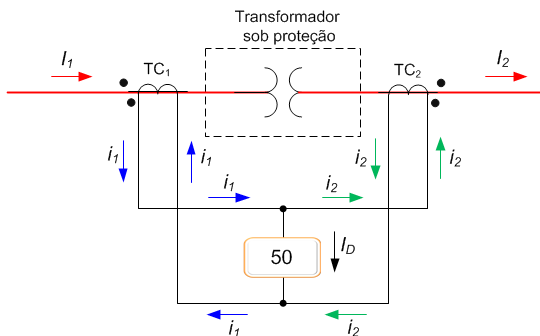 Transformador
sob proteção
I1
TC1
TC2
I2
i1
i1
i2
i2
i1
i2
50
ID
i1
i2